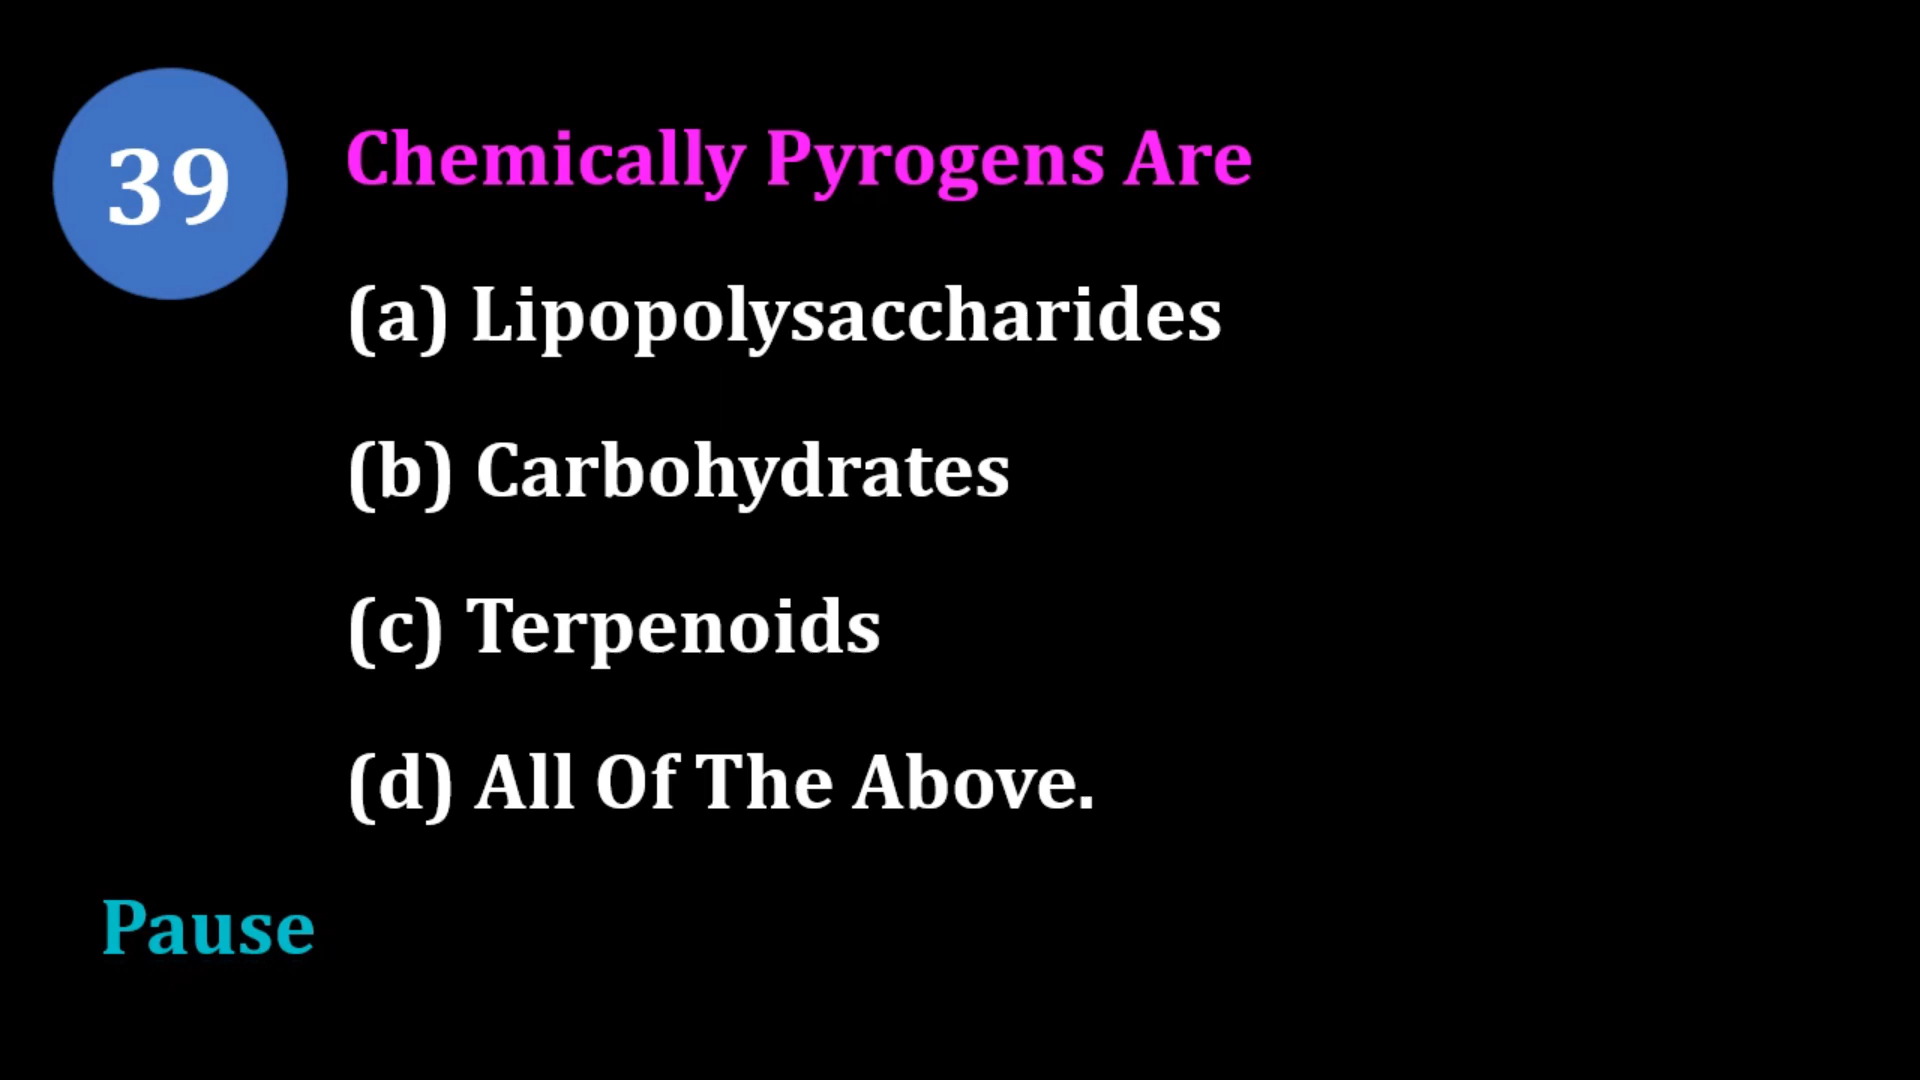 39
Chemically Pyrogens Are
(a) Lipopolysaccharides
(b) Carbohydrates
(c) Terpenoids
(d) All Of The Above.
Pause